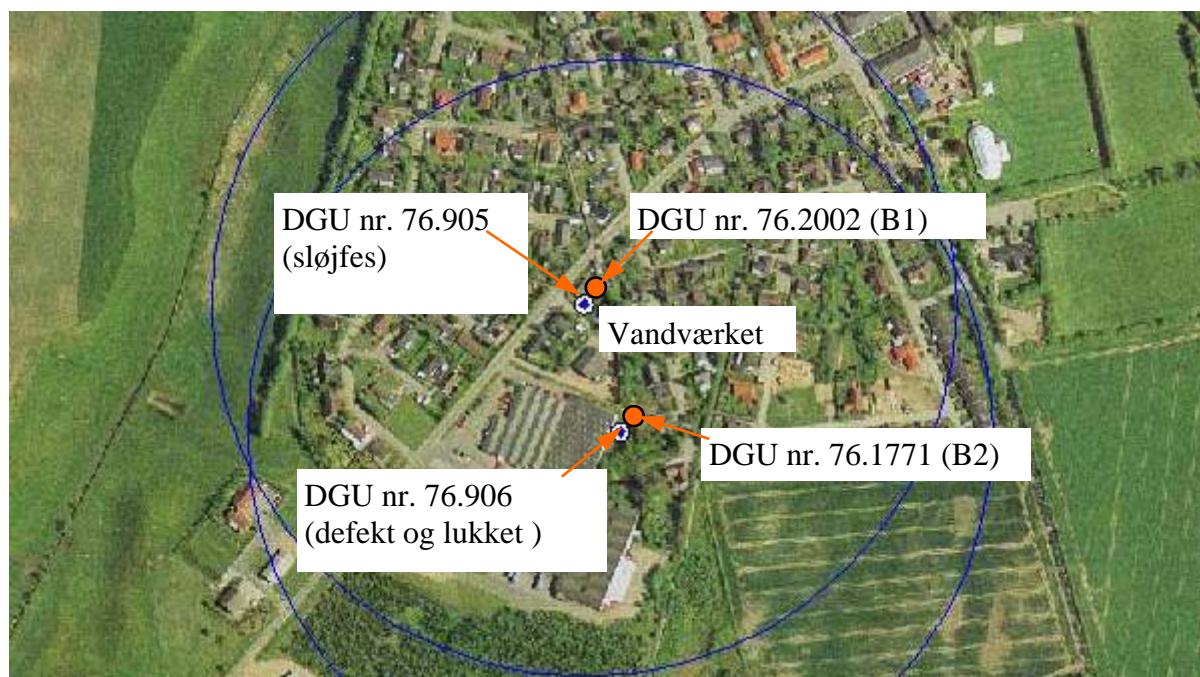 DGU nr. 76.905
(sløjfes)
DGU nr. 76.2002 (B1)
Vandværket
DGU nr. 76.1771 (B2)
DGU nr. 76.906
(defekt og lukket )